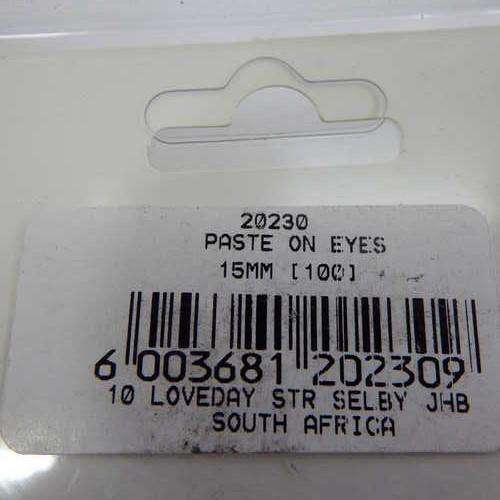 20230
PASTE ON EYES
15MM [100]
6 003681 202309
10 LOVEDAY STR SELBY JHB
SOUTH AFRICA